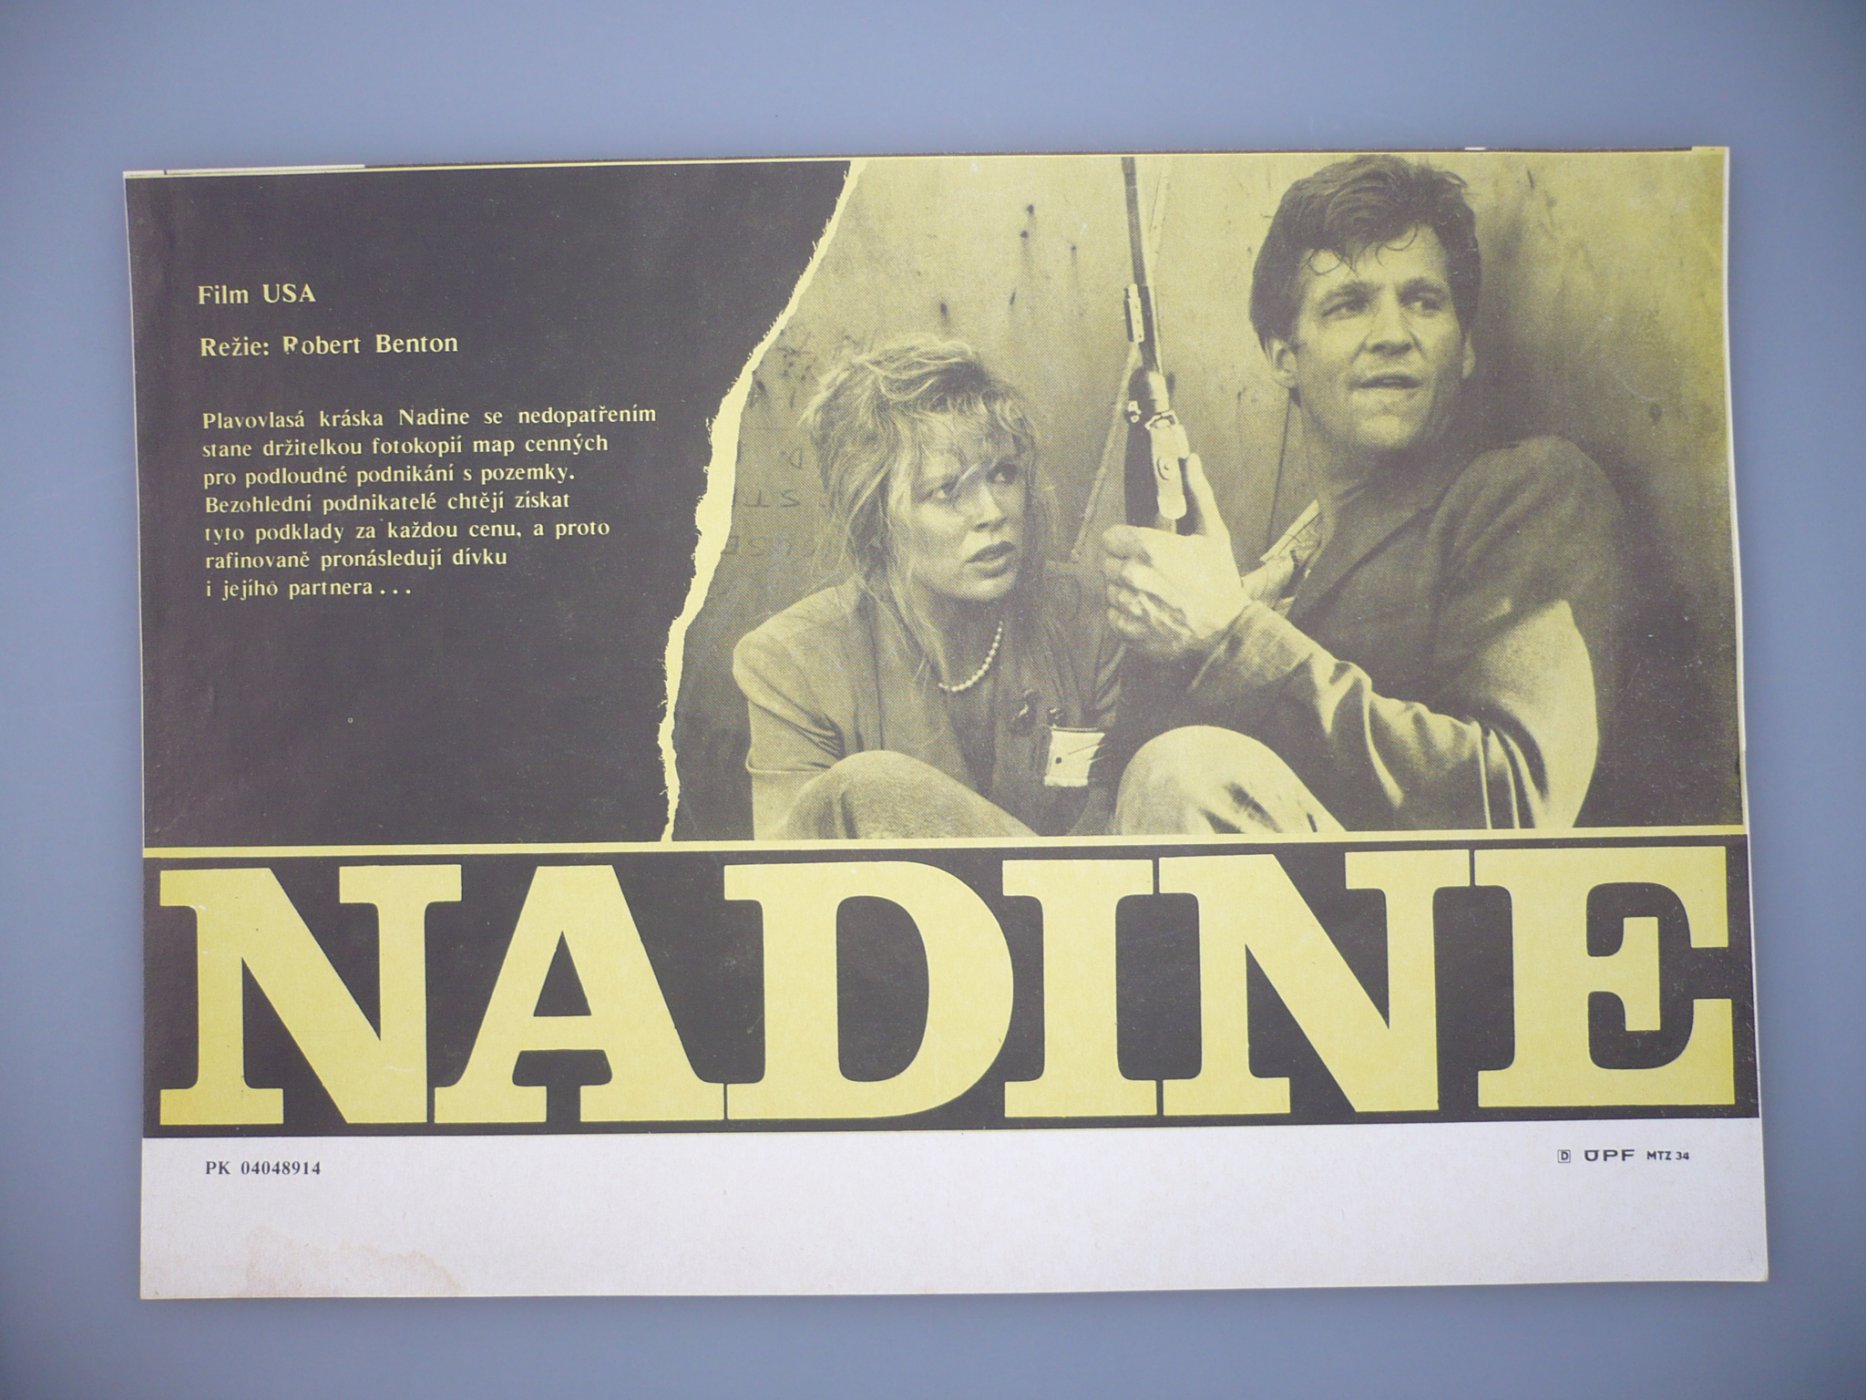 Film USA
Režie: Robert Benton
Plavovlasá kráska Nadine se nedopatřením
stane držitelkou fotokopií map cenných
pro podloudné podnikání s pozemky.
Bezohlední podnikatelé chtějí získat
tyto podklady za každou cenu, a proto
rafinovaně pronásledují dívku
i jejího partnera...
NADINE
PK 04048914
D ÚPF MTZ 34